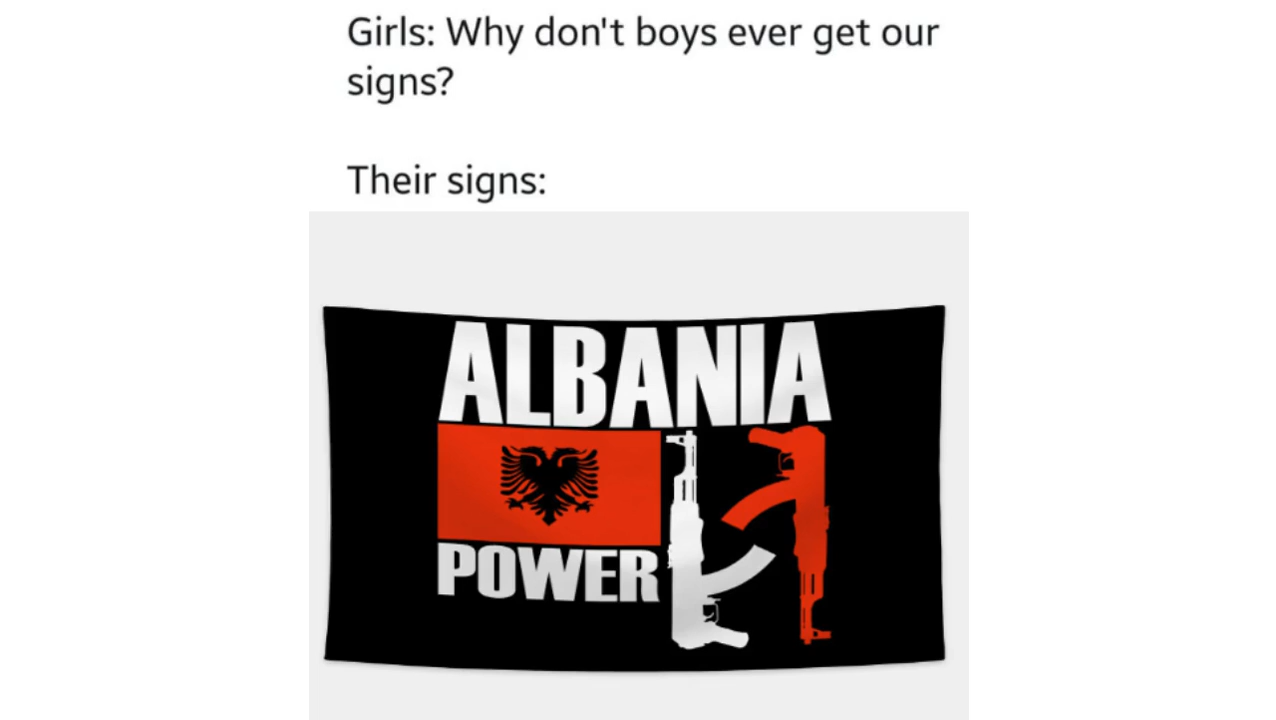 Girls: Why don't boys ever get our
signs?
Their signs:
ALBANIA
POWER